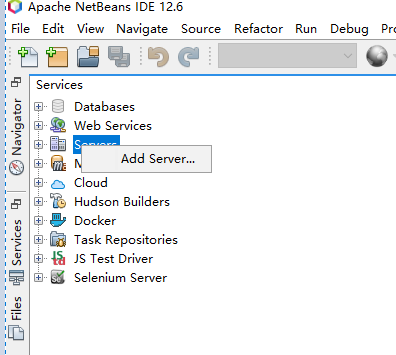 Apache NetBeans IDE 12.6
File Edit View Navigate Source Refactor Run Debug
Services
Databases
Web Services
Servers
Add Server...
Cloud
Hudson Builders
Docker
Task Repositories
JS Test Driver
Selenium Server
Navigator
Services
Files